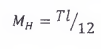 M_H = Tl/12